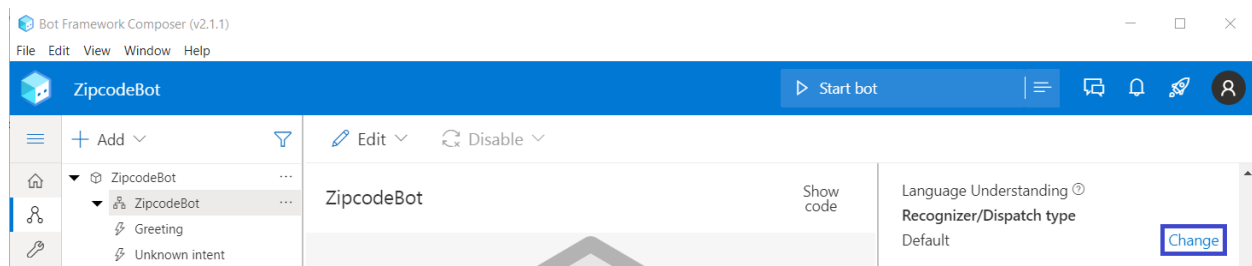 Bot Framework Composer (v2.1.1)
File Edit View Window Help
ZipcodeBot
Start bot
Add
Edit
Disable
ZipcodeBot
ZipcodeBot
Greeting
Unknown intent
ZipcodeBot
Show
code
Language Understanding
Recognizer/Dispatch type
Default
Change